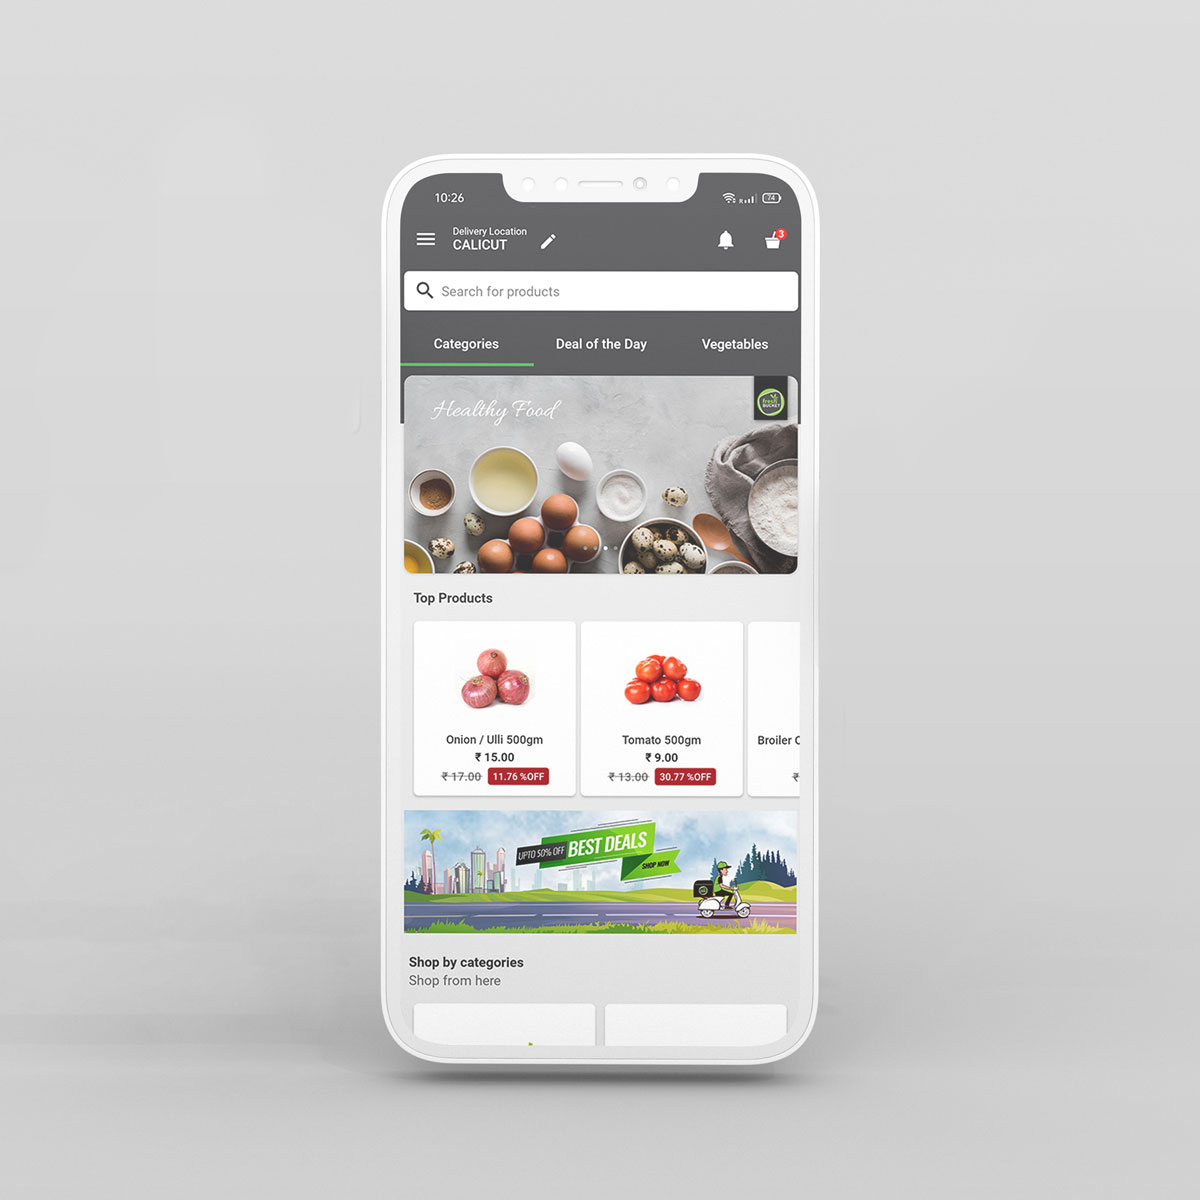 10:26
74
Delivery Location
CALICUT
3
Search for products
Categories
Deal of the Day
Vegetables
Healthy Food
fresh
BUCKET
Top Products
Onion / Ulli 500gm
₹ 15.00
₹ 17.00 11.76 %OFF
Tomato 500gm
₹ 9.00
₹ 13.00 30.77 %OFF
Broiler
₹
UPTO 50% OFF BEST DEALS
SHOP NOW
Shop by categories
Shop from here